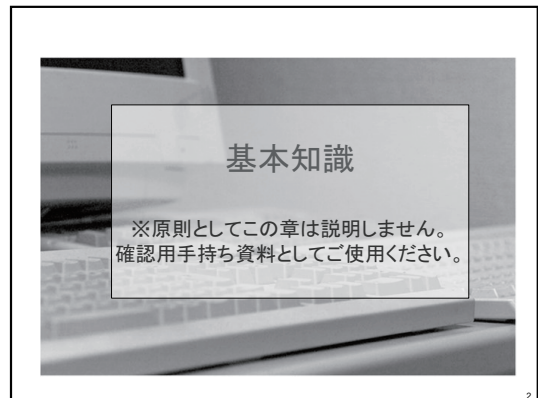 基本知識
※原則としてこの章は説明しません。
確認用手持ち資料としてご使用ください。
2